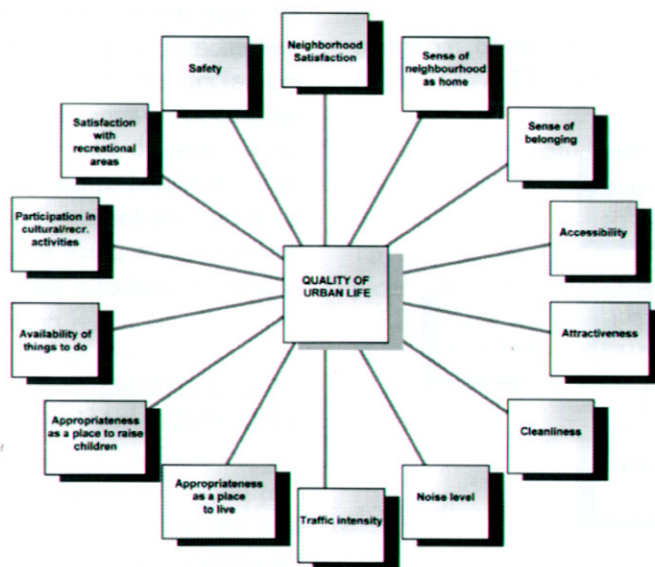 Neighborhood
Satisfaction
Sense of
neighbourhood
as home
Safety
Sense of
belonging
Satisfaction
with
recreational
areas
Participation in
cultural/recr.
activities
Accessibility
QUALITY OF
URBAN LIFE
Availability of
things to do
Attractiveness
Appropriateness
as a place to raise
children
Cleanliness
Appropriateness
as a place
to live
Noise level
Traffic intensity